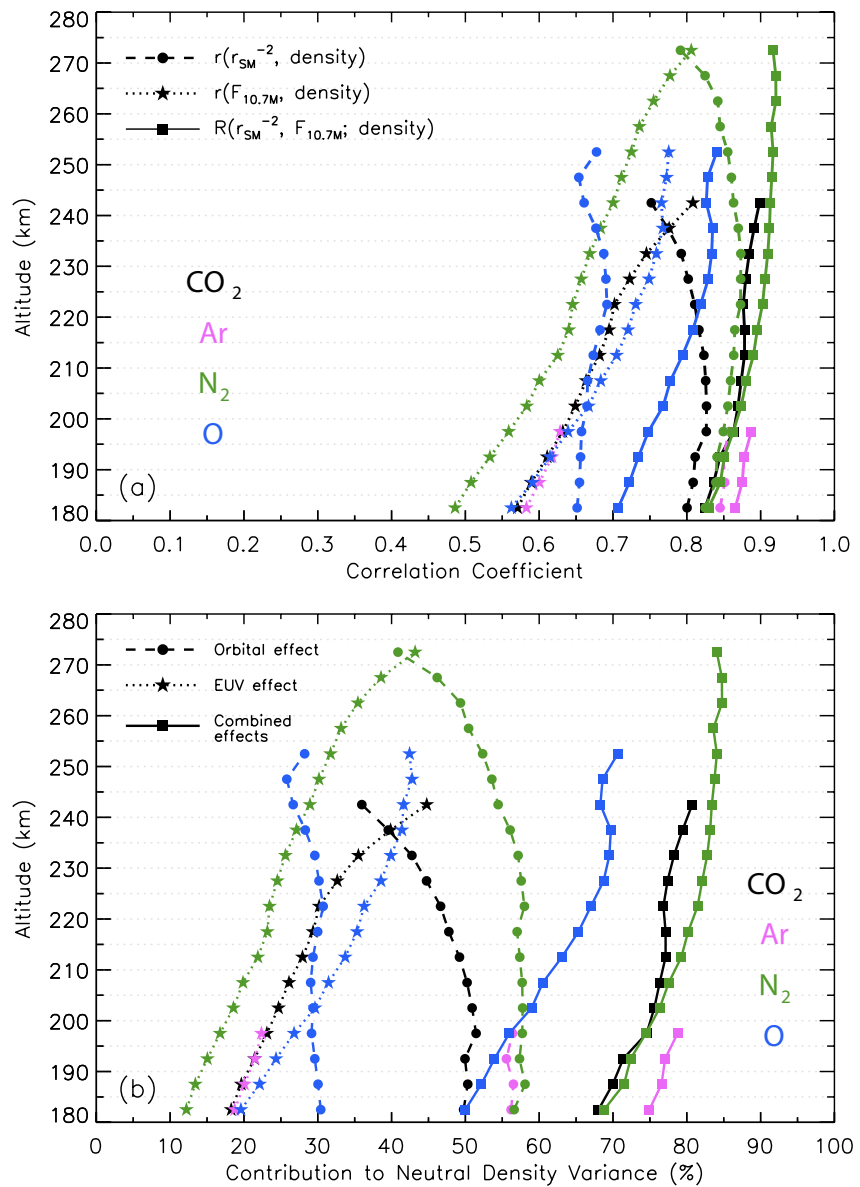 280
270
260
250
240
230
220
210
200
190
180
Altitude (km)
r(r_SM^-2, density)
r(F_10.7M, density)
R(r_SM^-2, F_10.7M; density)
CO₂
Ar
N₂
O
(a)
0.0 0.1 0.2 0.3 0.4 0.5 0.6 0.7 0.8 0.9 1.0
Correlation Coefficient
280
270
260
250
240
230
220
210
200
190
180
Altitude (km)
Orbital effect
EUV effect
Combined
effects
CO₂
Ar
N₂
O
(b)
0 10 20 30 40 50 60 70 80 90 100
Contribution to Neutral Density Variance (%)